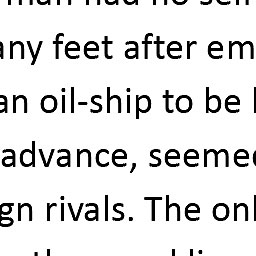 man had no self
any feet after em
an oil-ship to be
advance, seemed
gn rivals. The onl